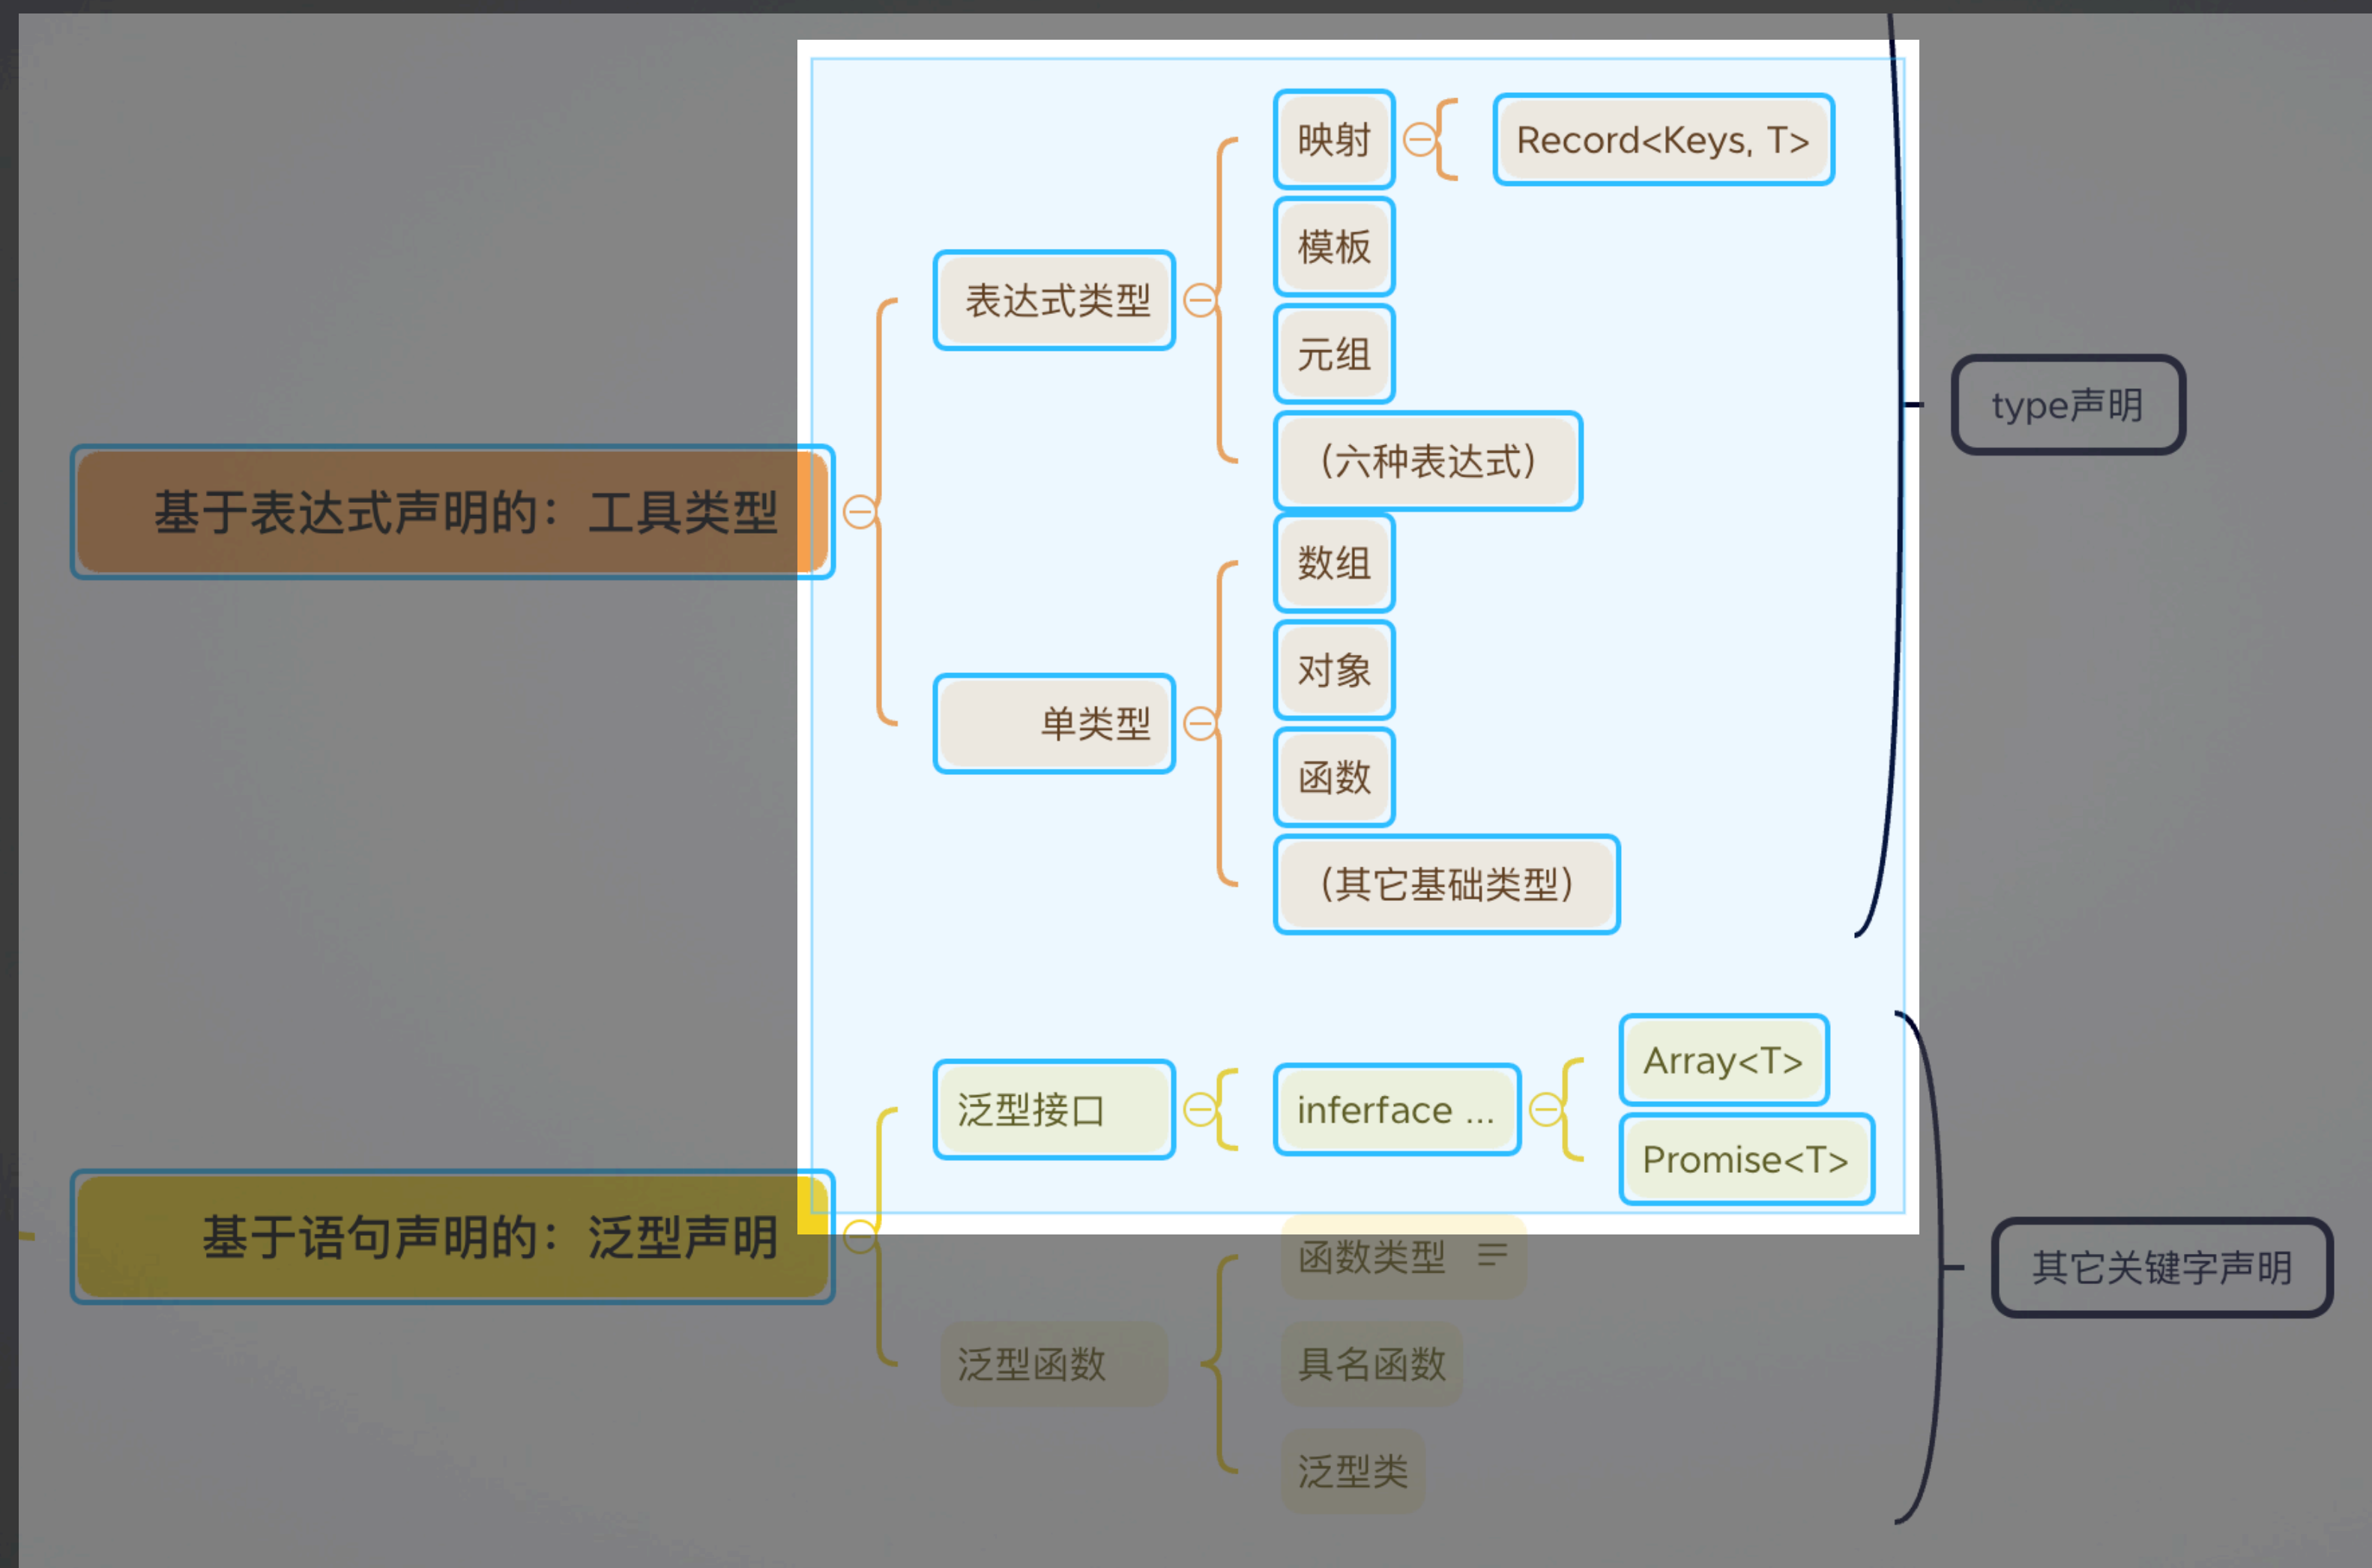 基于表达式声明的：工具类型
表达式类型
映射
Record<Keys, T>
模板
元组
（六种表达式）
单类型
数组
对象
函数
（其它基础类型）
type声明
基于语句声明的：泛型声明
泛型接口
inferface ...
Array<T>
Promise<T>
泛型函数
函数类型
具名函数
泛型类
其它关键字声明